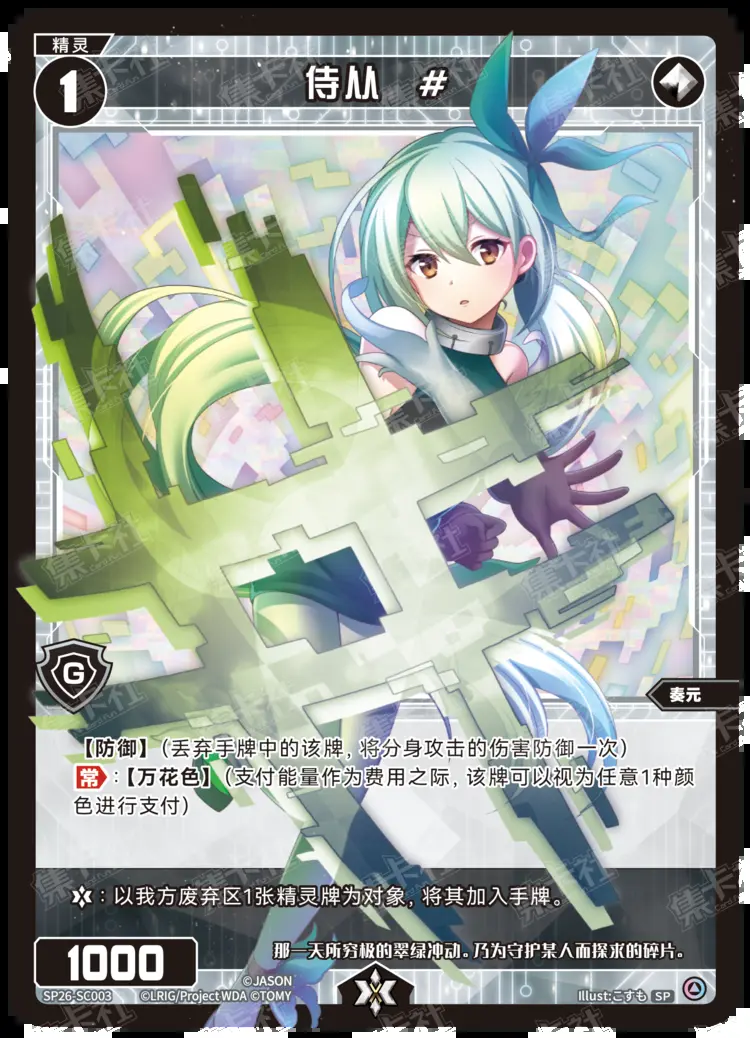 精灵
1
侍从 #
G
奏元
【防御】(丢弃手牌中的该牌, 将分身攻击的伤害防御一次)
常:【万花色】(支付能量作为费用之际, 该牌可以视为任意1种颜
色进行支付)
:以我方废弃区1张精灵牌为对象, 将其加入手牌。
那一天所穷极的翠绿冲动。乃为守护某人而探求的碎片。
1000
©JASON
SP26-SC003 ©LRIG/Project WDA ©TOMY
Illust:こすも SP
集卡社